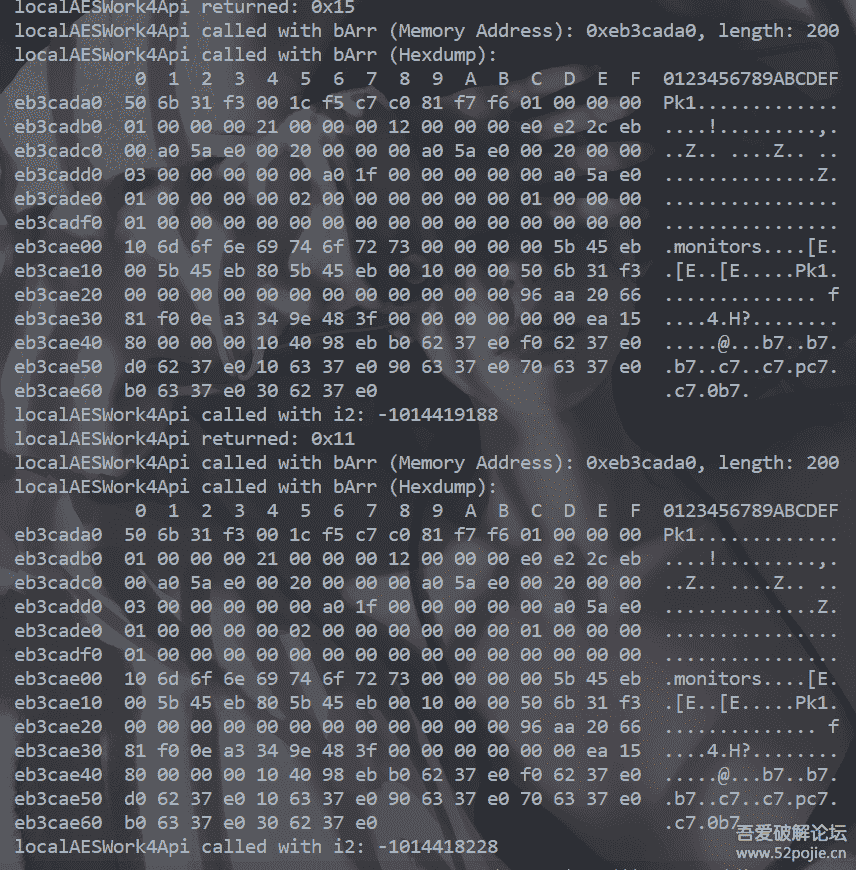 localAESWork4Api returned: 0x15
localAESWork4Api called with bArr (Memory Address): 0xeb3cada0, length: 200
localAESWork4Api called with bArr (Hexdump):
0 1 2 3 4 5 6 7 8 9 A B C D E F 0123456789ABCDEF
eb3cada0 50 6b 31 f3 00 1c f5 c7 c0 81 f7 f6 01 00 00 00 Pk1.............
eb3cadb0 01 00 00 00 21 00 00 00 12 00 00 00 e0 e2 2c eb ....!.........,.
eb3cadc0 00 a0 5a e0 00 20 00 00 00 a0 5a e0 00 20 00 00 ..Z.. ....Z.. ..
eb3cadd0 03 00 00 00 00 00 a0 1f 00 00 00 00 00 a0 5a e0 ..............Z.
eb3cade0 01 00 00 00 00 02 00 00 00 00 00 00 01 00 00 00 ................
eb3cadf0 01 00 00 00 00 00 00 00 00 00 00 00 00 00 00 00 ................
eb3cae00 10 6d 6f 6e 69 74 6f 72 73 00 00 00 00 5b 45 eb .monitors....[E.
eb3cae10 00 5b 45 eb 80 5b 45 eb 00 10 00 00 50 6b 31 f3 .[E..[E.....Pk1.
eb3cae20 00 00 00 00 00 00 00 00 00 00 00 00 96 aa 20 66 .............. f
eb3cae30 81 f0 0e a3 34 9e 48 3f 00 00 00 00 00 00 ea 15 ....4.H?........
eb3cae40 80 00 00 00 10 40 98 eb b0 62 37 e0 f0 62 37 e0 .....@...b7..b7.
eb3cae50 d0 62 37 e0 10 63 37 e0 90 63 37 e0 70 63 37 e0 .b7..c7..c7.pc7.
eb3cae60 b0 63 37 e0 30 62 37 e0 .c7.0b7.
localAESWork4Api called with i2: -1014419188
localAESWork4Api returned: 0x11
localAESWork4Api called with bArr (Memory Address): 0xeb3cada0, length: 200
localAESWork4Api called with bArr (Hexdump):
0 1 2 3 4 5 6 7 8 9 A B C D E F 0123456789ABCDEF
eb3cada0 50 6b 31 f3 00 1c f5 c7 c0 81 f7 f6 01 00 00 00 Pk1.............
eb3cadb0 01 00 00 00 21 00 00 00 12 00 00 00 e0 e2 2c eb ....!.........,.
eb3cadc0 00 a0 5a e0 00 20 00 00 00 a0 5a e0 00 20 00 00 ..Z.. ....Z.. ..
eb3cadd0 03 00 00 00 00 00 a0 1f 00 00 00 00 00 a0 5a e0 ..............Z.
eb3cade0 01 00 00 00 00 02 00 00 00 00 00 00 01 00 00 00 ................
eb3cadf0 01 00 00 00 00 00 00 00 00 00 00 00 00 00 00 00 ................
eb3cae00 10 6d 6f 6e 69 74 6f 72 73 00 00 00 00 5b 45 eb .monitors....[E.
eb3cae10 00 5b 45 eb 80 5b 45 eb 00 10 00 00 50 6b 31 f3 .[E..[E.....Pk1.
eb3cae20 00 00 00 00 00 00 00 00 00 00 00 00 96 aa 20 66 .............. f
eb3cae30 81 f0 0e a3 34 9e 48 3f 00 00 00 00 00 00 ea 15 ....4.H?........
eb3cae40 80 00 00 00 10 40 98 eb b0 62 37 e0 f0 62 37 e0 .....@...b7..b7.
eb3cae50 d0 62 37 e0 10 63 37 e0 90 63 37 e0 70 63 37 e0 .b7..c7..c7.pc7.
eb3cae60 b0 63 37 e0 30 62 37 e0 .c7.0b7.
localAESWork4Api called with i2: -1014418228
吾爱破解论坛
www.52pojie.cn